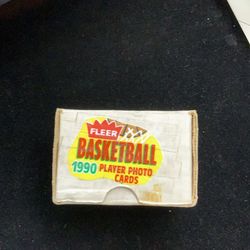 FLEER
BASKETBALL
1990 PLAYER PHOTO
CARDS